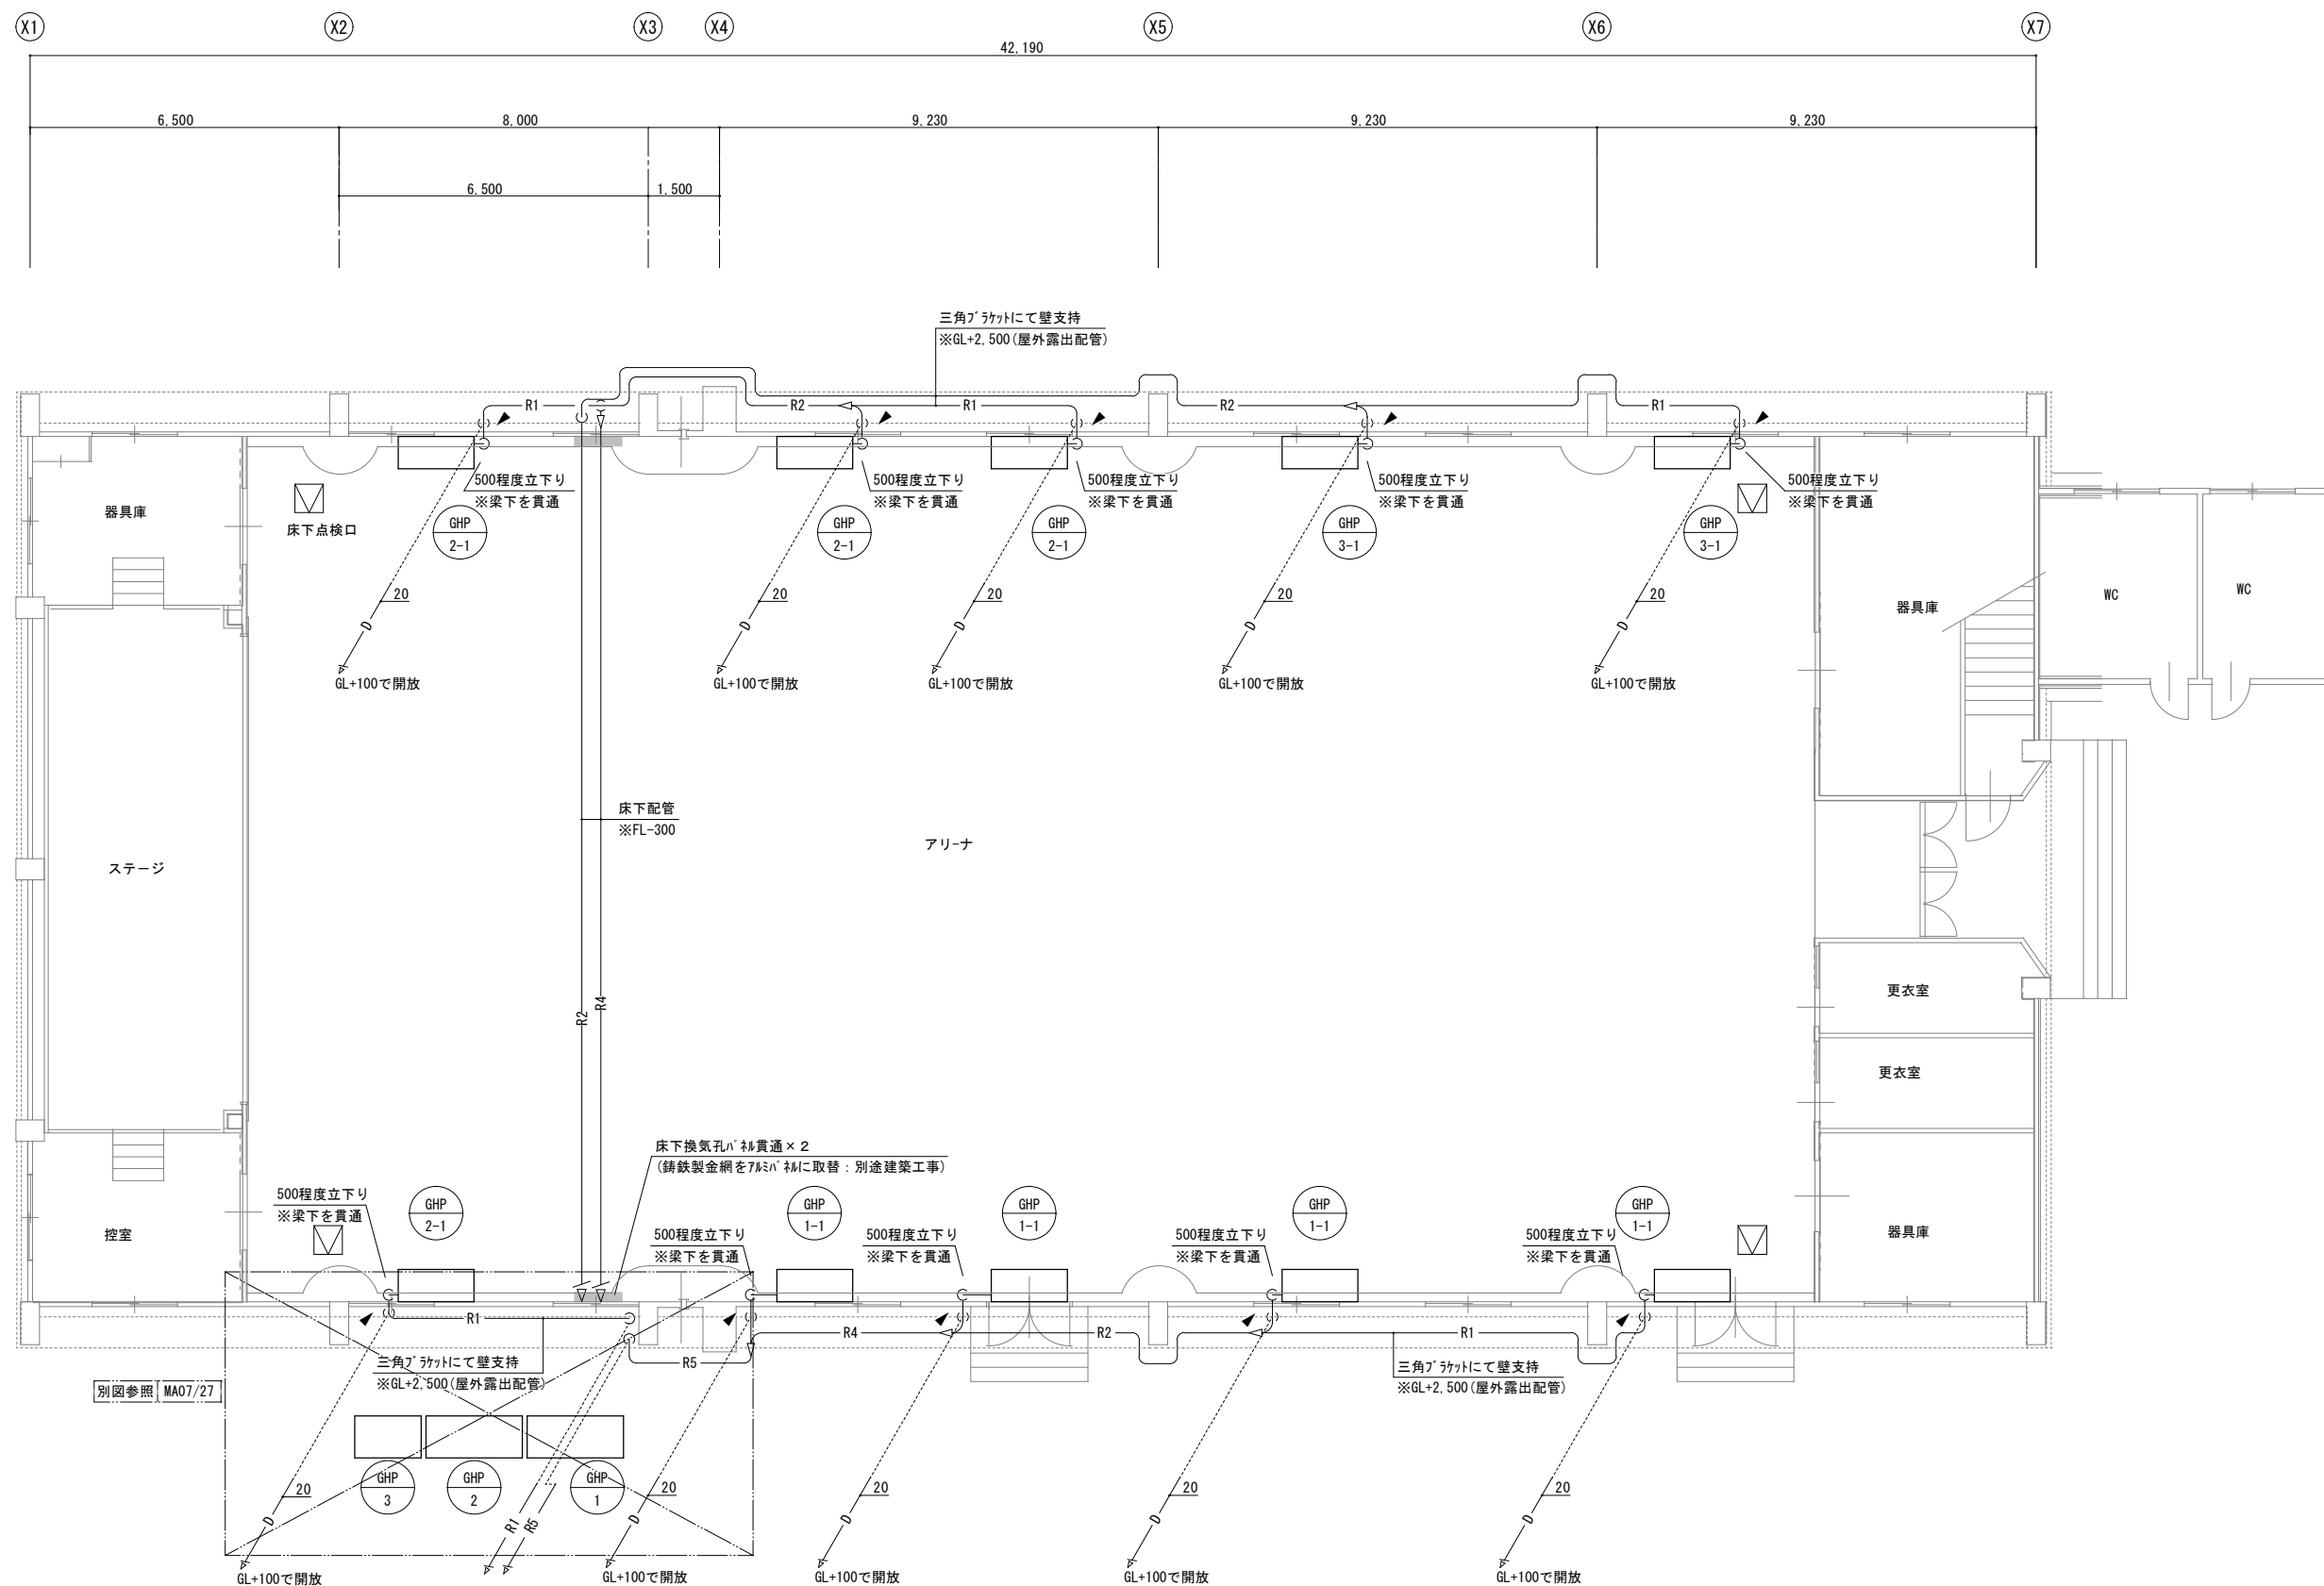 X1 X2 X3 X4 X5 X6 X7
42,190
6,500 8,000 9,230 9,230 9,230
6,500 1,500
三角ブラケットにて壁支持
※GL+2,500(屋外露出配管)
R1 R2 R1 R2 R1
500程度立下り
※梁下を貫通
500程度立下り
※梁下を貫通
500程度立下り
※梁下を貫通
500程度立下り
※梁下を貫通
500程度立下り
※梁下を貫通
器具庫
床下点検口
GHP
2-1
GHP
2-1
GHP
2-1
GHP
3-1
GHP
3-1
20 20 20 20 20
D D D D D
GL+100で開放 GL+100で開放 GL+100で開放 GL+100で開放 GL+100で開放
器具庫
WC WC
床下配管
※FL-300
アリーナ
ステージ
R2 R4
更衣室
更衣室
床下換気孔パネル貫通×2
(鋳鉄製金網をアルミパネルに取替:別途建築工事)
500程度立下り
※梁下を貫通
GHP
2-1
GHP
1-1
GHP
1-1
GHP
1-1
GHP
1-1
500程度立下り
※梁下を貫通
500程度立下り
※梁下を貫通
500程度立下り
※梁下を貫通
500程度立下り
※梁下を貫通
控室
器具庫
R1 R5 R4 R2 R1
三角ブラケットにて壁支持
※GL+2,500(屋外露出配管)
三角ブラケットにて壁支持
※GL+2,500(屋外露出配管)
別図参照 MA07/27
GHP
3
GHP
2
GHP
1
20 20 20 20 20
D R1 R5 D D D D
GL+100で開放 GL+100で開放 GL+100で開放 GL+100で開放 GL+100で開放